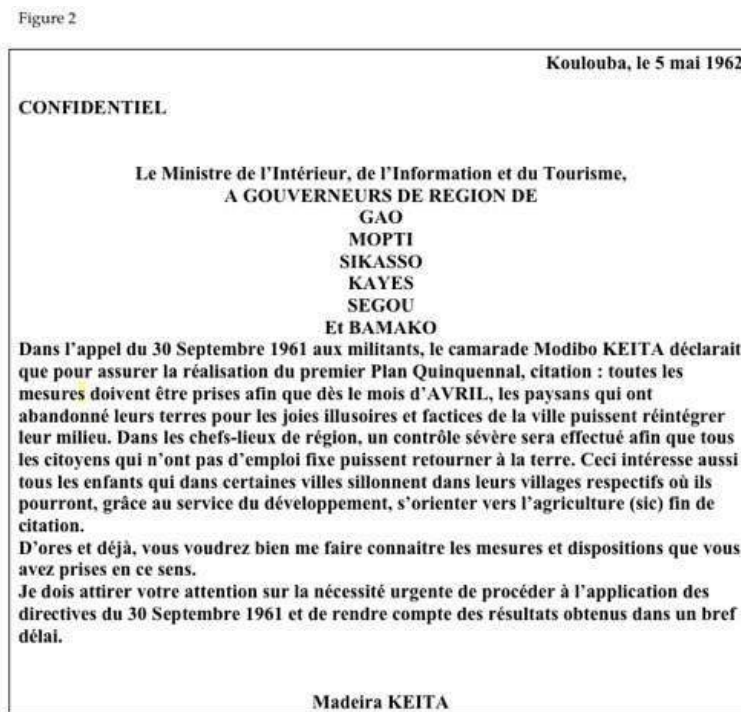 Figure 2
Koulouba, le 5 mai 1962
CONFIDENTIEL
Le Ministre de l'Intérieur, de l'Information et du Tourisme,
A GOUVERNEURS DE REGION DE
GAO
MOPTI
SIKASSO
KAYES
SEGOU
Et BAMAKO
Dans l'appel du 30 Septembre 1961 aux militants, le camarade Modibo KEITA déclarait
que pour assurer la réalisation du premier Plan Quinquennal, citation : toutes les
mesures doivent être prises afin que dès le mois d'AVRIL, les paysans qui ont
abandonné leurs terres pour les joies illusoires et factices de la ville puissent réintégrer
leur milieu. Dans les chefs-lieux de région, un contrôle sévère sera effectué afin que tous
les citoyens qui n'ont pas d'emploi fixe puissent retourner à la terre. Ceci intéresse aussi
tous les enfants qui dans certaines villes sillonnent dans leurs villages respectifs où ils
pourront, grâce au service du développement, s'orienter vers l'agriculture (sic) fin de
citation.
D'ores et déjà, vous voudrez bien me faire connaitre les mesures et dispositions que vous
avez prises en ce sens.
Je dois attirer votre attention sur la nécessité urgente de procéder à l'application des
directives du 30 Septembre 1961 et de rendre compte des résultats obtenus dans un bref
délai.
Madeira KEITA